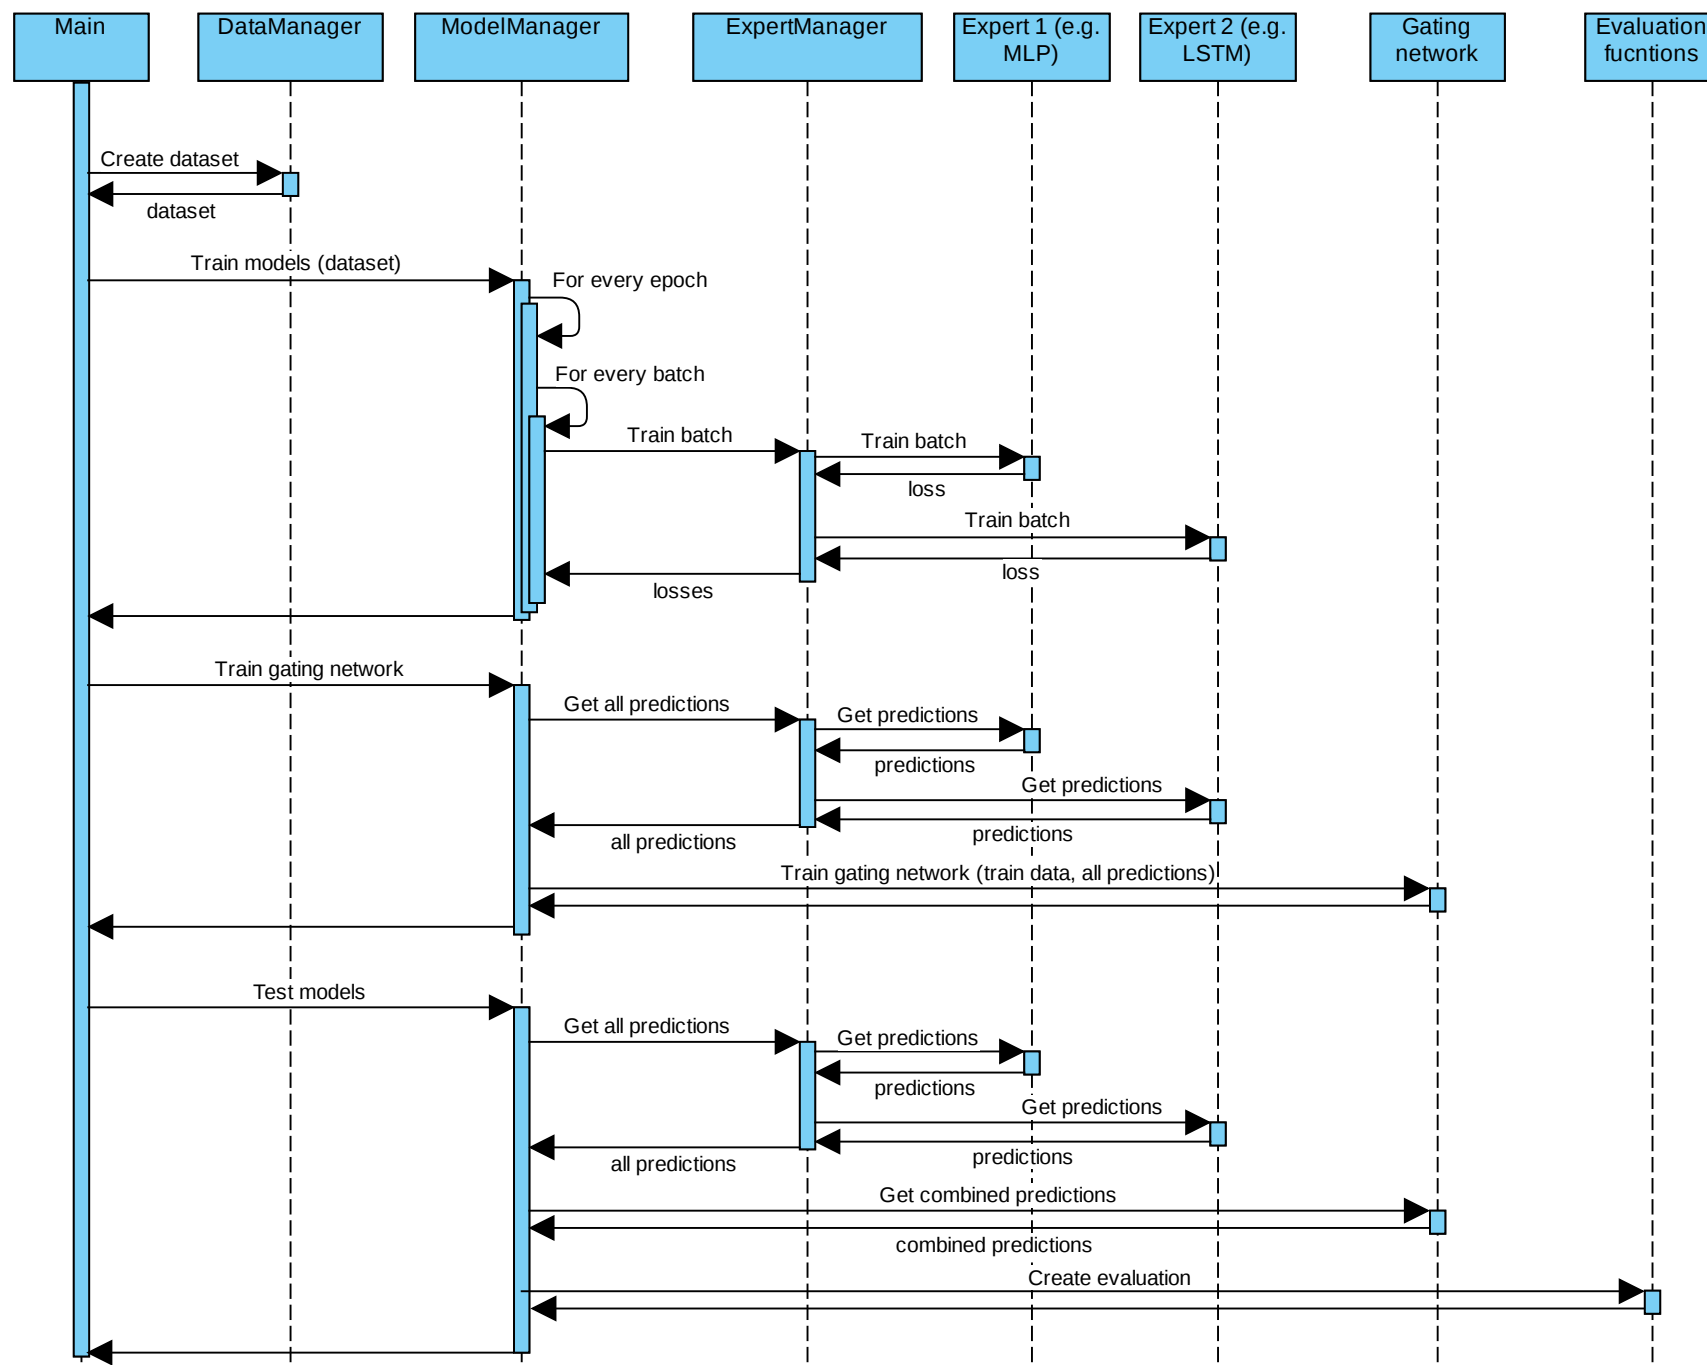 Main
DataManager
ModelManager
ExpertManager
Expert 1 (e.g.
MLP)
Expert 2 (e.g.
LSTM)
Gating
network
Evaluation
fucntions
Create dataset
dataset
Train models (dataset)
For every epoch
For every batch
Train batch
Train batch
loss
Train batch
loss
losses
Train gating network
Get all predictions
Get predictions
predictions
Get predictions
predictions
all predictions
Train gating network (train data, all predictions)
Test models
Get all predictions
Get predictions
predictions
Get predictions
predictions
all predictions
Get combined predictions
combined predictions
Create evaluation